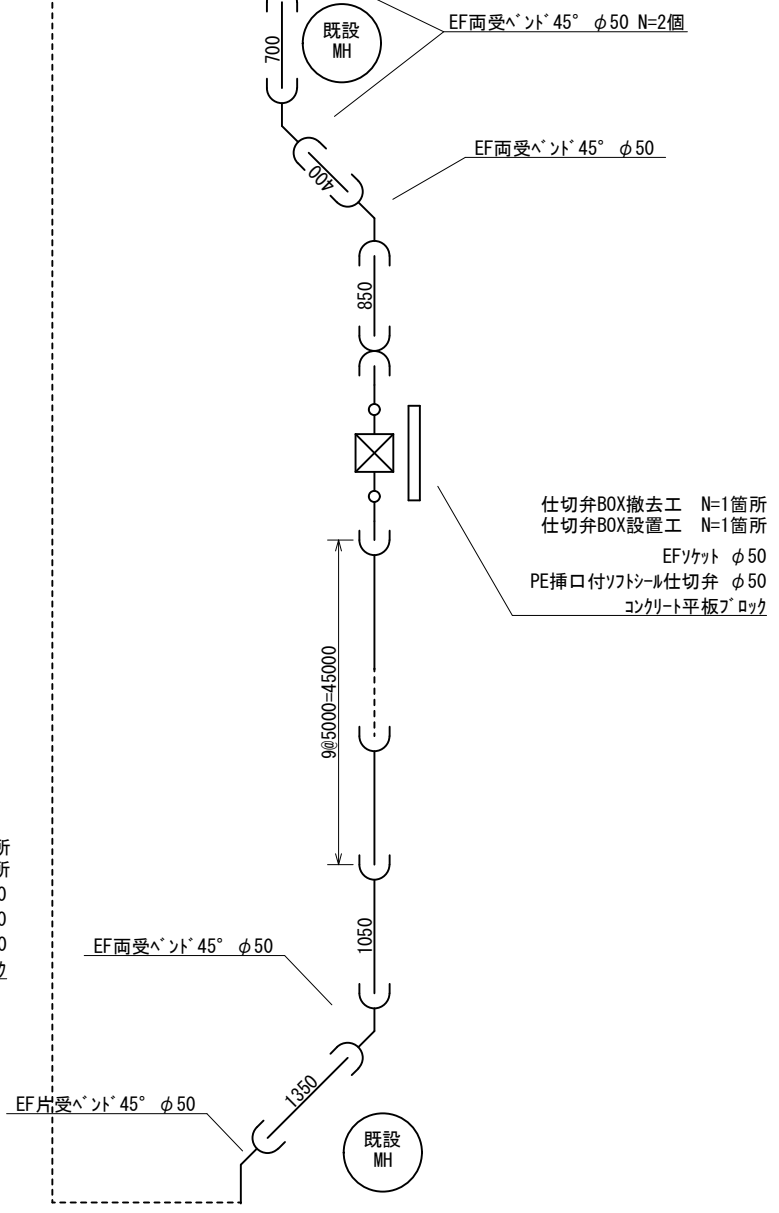 EF両受ベンド45° φ50 N=2個
既設
MH
700
EF両受ベンド45° φ50
400
850
仕切弁BOX撤去工 N=1箇所
仕切弁BOX設置工 N=1箇所
EFソケット φ50
PE挿口付ソフトシール仕切弁 φ50
コンクリート平板ブロック
9@5000=45000
所
所
0
0
0
ク
1050
EF両受ベンド45° φ50
1350
EF片受ベンド45° φ50
既設
MH